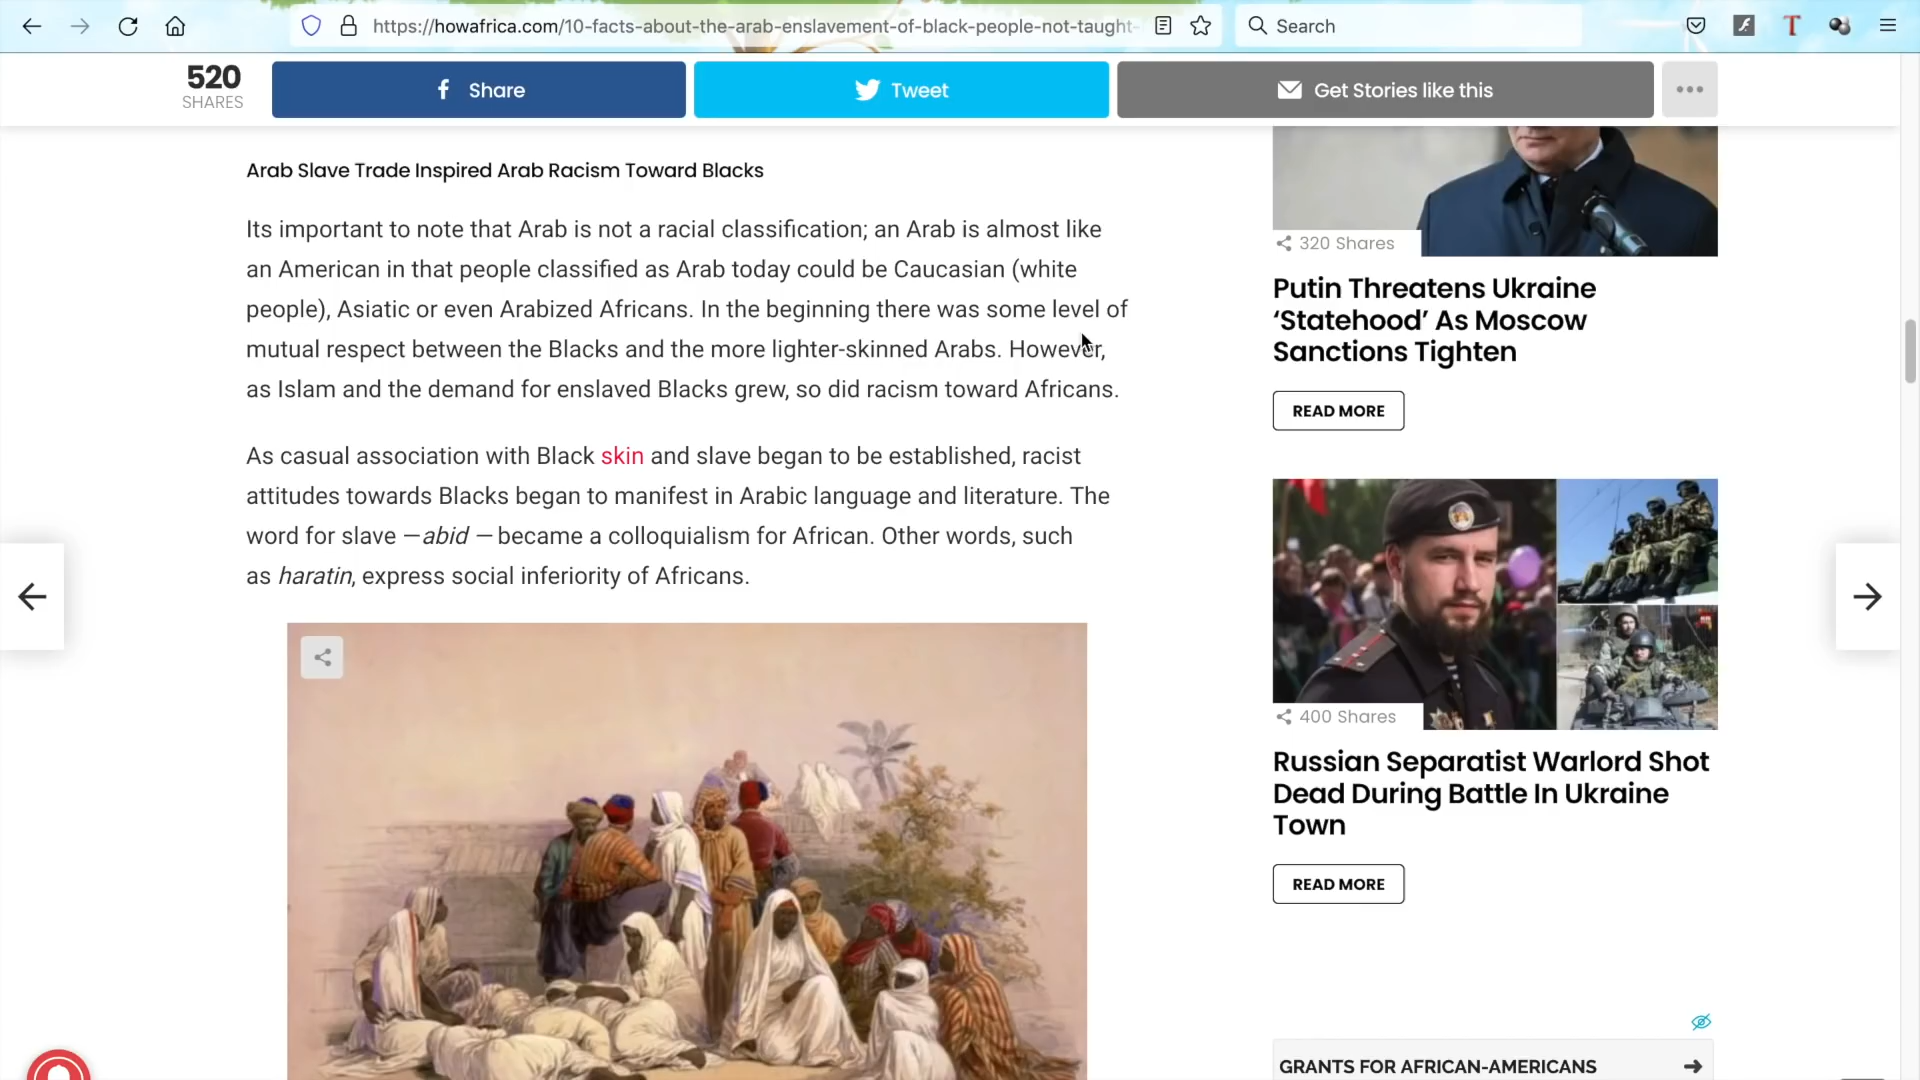 https://howafrica.com/10-facts-about-the-arab-enslavement-of-black-people-not-taught-
Search
520
SHARES
Share
Tweet
Get Stories like this
Arab Slave Trade Inspired Arab Racism Toward Blacks
Its important to note that Arab is not a racial classification; an Arab is almost like
an American in that people classified as Arab today could be Caucasian (white
people), Asiatic or even Arabized Africans. In the beginning there was some level of
mutual respect between the Blacks and the more lighter-skinned Arabs. However,
as Islam and the demand for enslaved Blacks grew, so did racism toward Africans.
As casual association with Black skin and slave began to be established, racist
attitudes towards Blacks began to manifest in Arabic language and literature. The
word for slave —abid — became a colloquialism for African. Other words, such
as haratin, express social inferiority of Africans.
320 Shares
Putin Threatens Ukraine
‘Statehood’ As Moscow
Sanctions Tighten
READ MORE
400 Shares
Russian Separatist Warlord Shot
Dead During Battle In Ukraine
Town
READ MORE
GRANTS FOR AFRICAN-AMERICANS